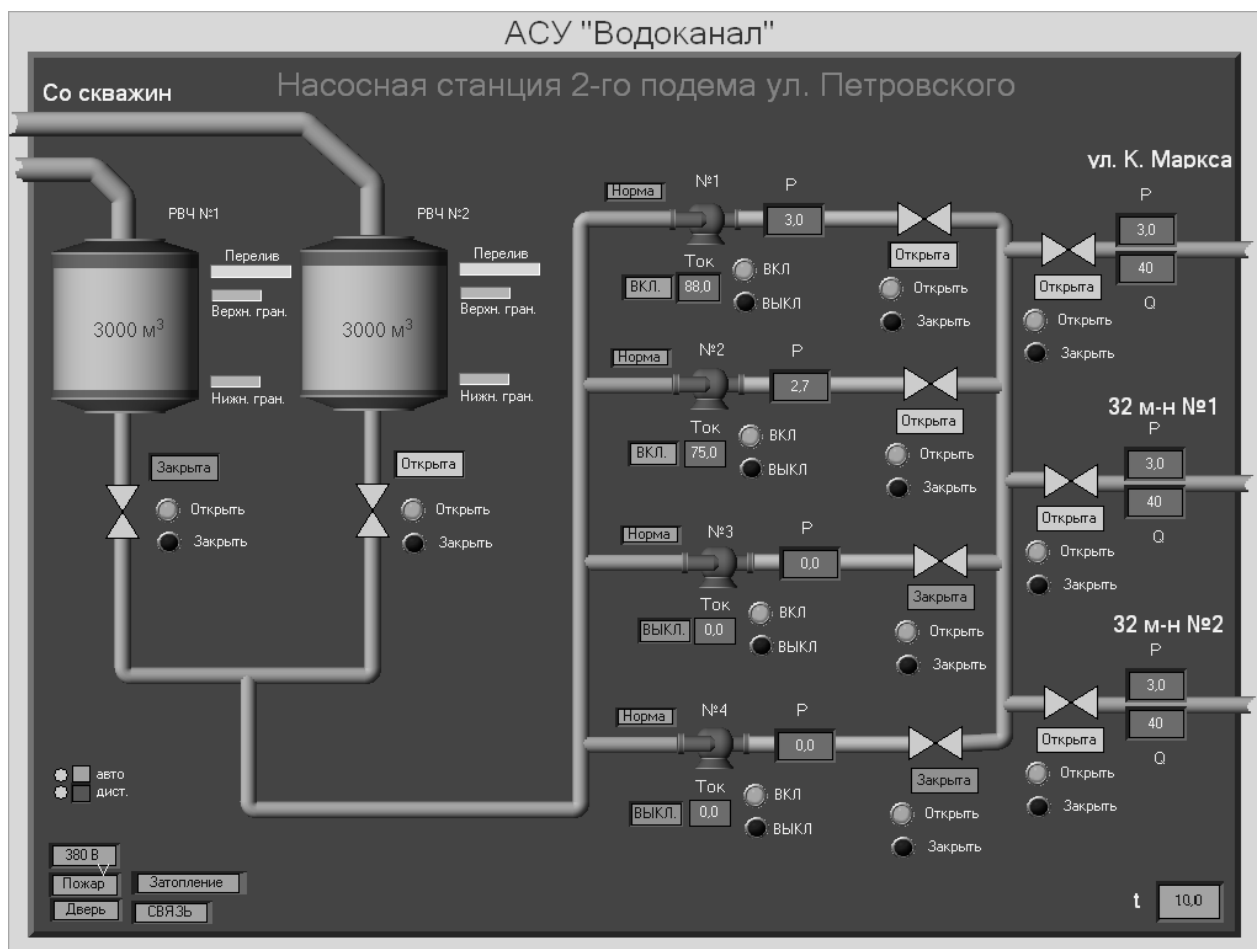 АСУ "Водоканал"
Насосная станция 2-го подема ул. Петровского
Со скважин
ул. К. Маркса
РВЧ №1
Перелив
Верхн. гран.
3000 м³
Нижн. гран.
Закрыта
Открыть
Закрыть
РВЧ №2
Перелив
Верхн. гран.
3000 м³
Нижн. гран.
Открыта
Открыть
Закрыть
Норма
№1
P
3,0
Ток
ВКЛ.
88,0
ВКЛ
ВЫКЛ
Открыта
Открыть
Закрыть
Норма
№2
P
2,7
Ток
ВКЛ.
75,0
ВКЛ
ВЫКЛ
Открыта
Открыть
Закрыть
Норма
№3
P
0,0
Ток
ВЫКЛ.
0,0
ВКЛ
ВЫКЛ
Закрыта
Открыть
Закрыть
Норма
№4
P
0,0
Ток
ВЫКЛ.
0,0
ВКЛ
ВЫКЛ
Закрыта
Открыть
Закрыть
P
3,0
40
Q
Открыта
Открыть
Закрыть
32 м-н №1
P
3,0
40
Q
Открыта
Открыть
Закрыть
32 м-н №2
P
3,0
40
Q
Открыта
Открыть
Закрыть
авто
дист.
380 В
Пожар
Затопление
Дверь
СВЯЗЬ
t
10,0